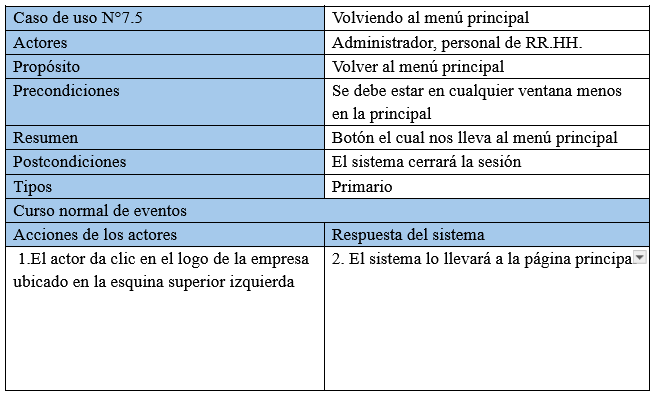 Caso de uso N°7.5 Volviendo al menú principal
Actores Administrador, personal de RR.HH.
Propósito Volver al menú principal
Precondiciones Se debe estar en cualquier ventana menos
en la principal
Resumen Botón el cual nos lleva al menú principal
Postcondiciones El sistema cerrará la sesión
Tipos Primario
Curso normal de eventos
Acciones de los actores Respuesta del sistema
1.El actor da clic en el logo de la empresa
ubicado en la esquina superior izquierda
2. El sistema lo llevará a la página principa